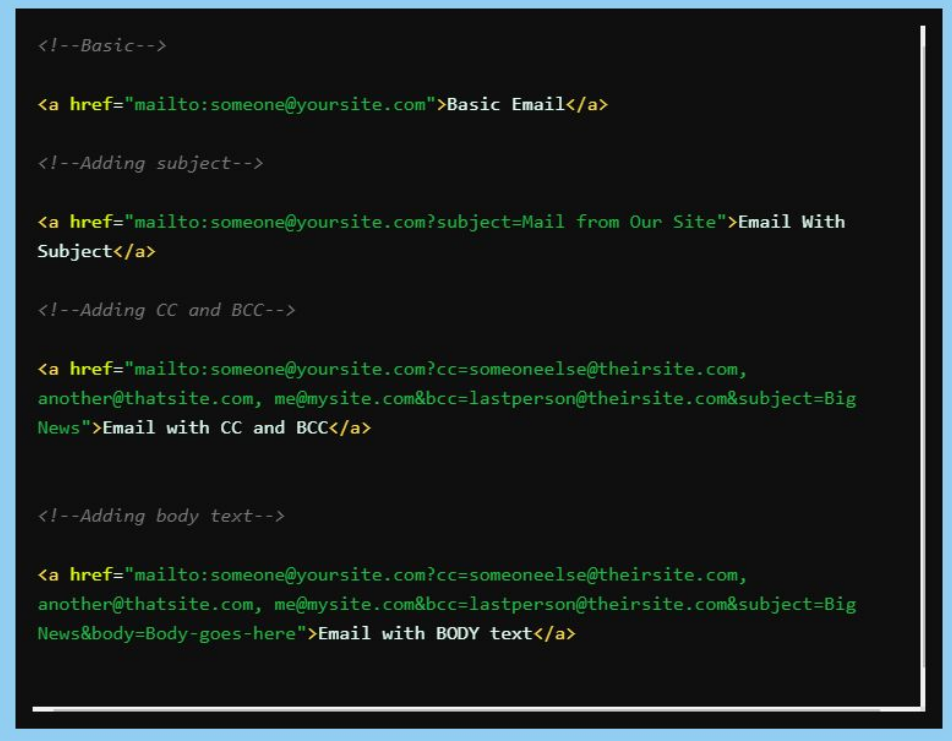 <!--Basic-->
<a href="mailto:someone@yoursite.com">Basic Email</a>
<!--Adding subject-->
<a href="mailto:someone@yoursite.com?subject=Mail from Our Site">Email With
Subject</a>
<!--Adding CC and BCC-->
<a href="mailto:someone@yoursite.com?cc=someoneelse@theirsite.com,
another@thatsite.com, me@mysite.com&bcc=lastperson@theirsite.com&subject=Big
News">Email with CC and BCC</a>
<!--Adding body text-->
<a href="mailto:someone@yoursite.com?cc=someoneelse@theirsite.com,
another@thatsite.com, me@mysite.com&bcc=lastperson@theirsite.com&subject=Big
News&body=Body-goes-here">Email with BODY text</a>